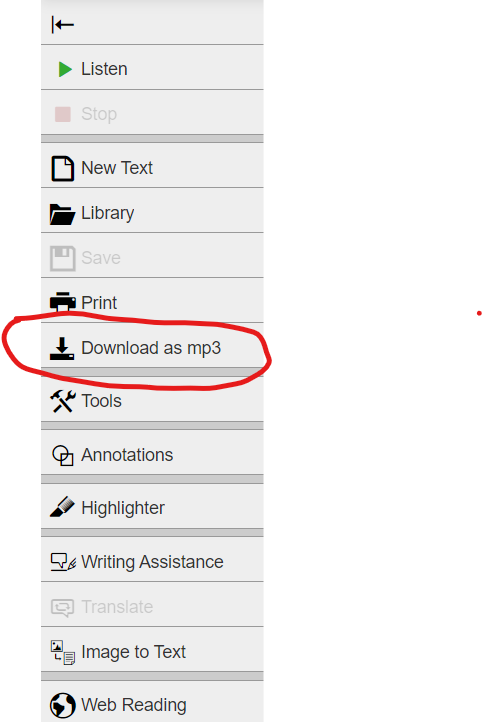 Listen
Stop
New Text
Library
Save
Print
Download as mp3
Tools
Annotations
Highlighter
Writing Assistance
Translate
Image to Text
Web Reading